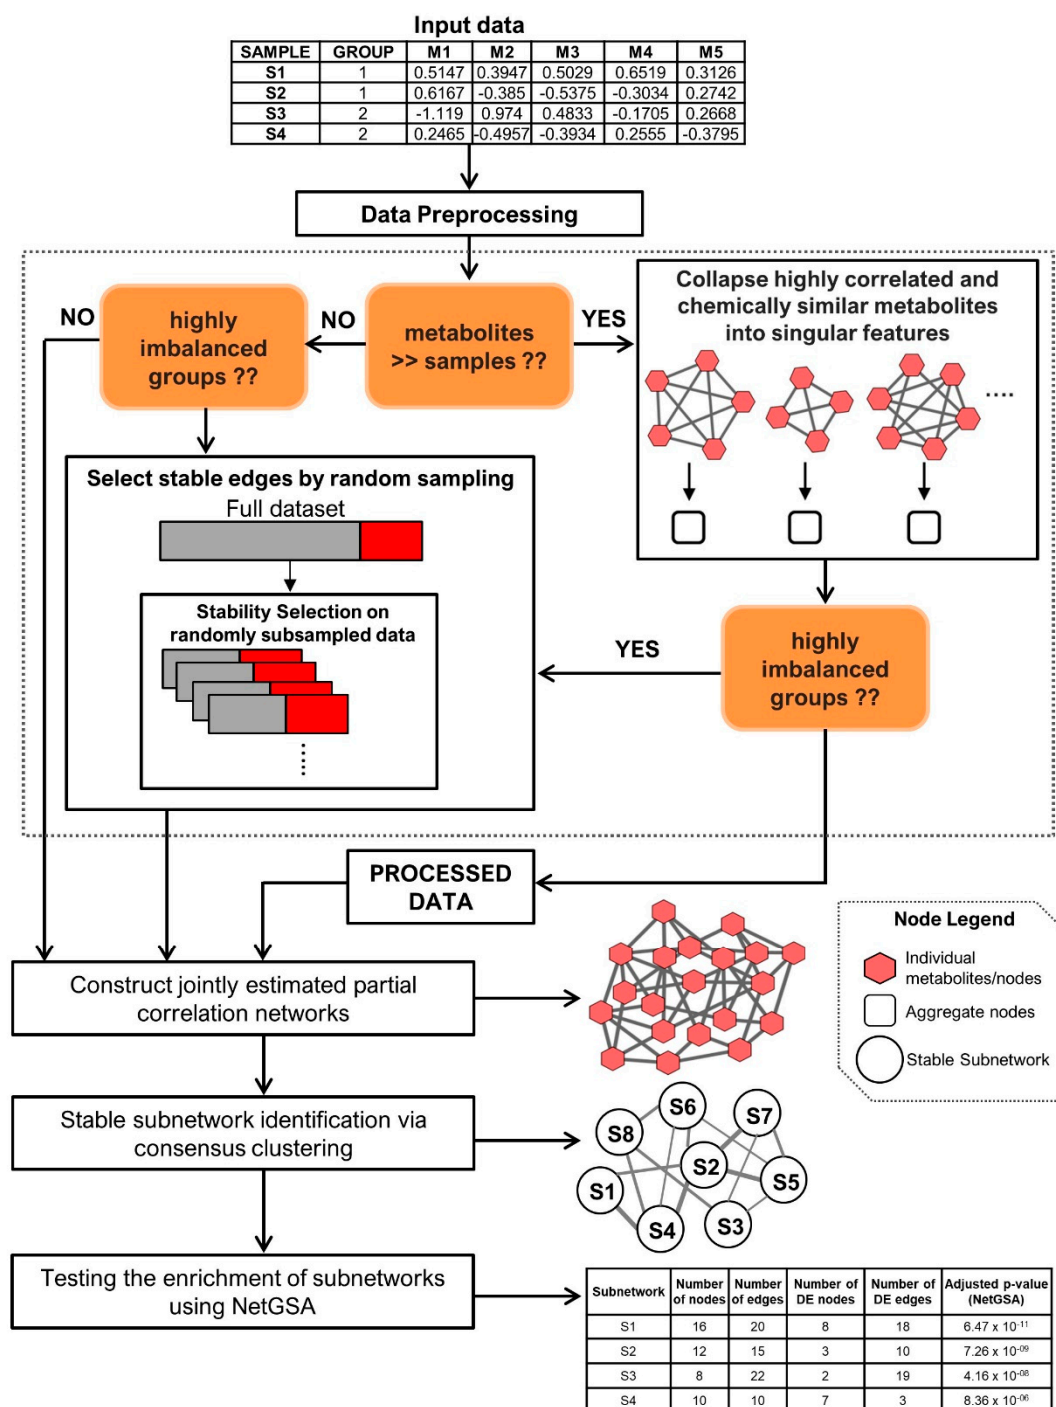 Input data
SAMPLE GROUP M1 M2 M3 M4 M5
S1 1 0.5147 0.3947 0.5029 0.6519 0.3126
S2 1 0.6167 -0.385 -0.5375 -0.3034 0.2742
S3 2 -1.119 0.974 0.4833 -0.1705 0.2668
S4 2 0.2465 -0.4957 -0.3934 0.2555 -0.3795
Data Preprocessing
NO
highly
imbalanced
groups ??
NO
metabolites
>> samples ??
YES
Collapse highly correlated and
chemically similar metabolites
into singular features
....
Select stable edges by random sampling
Full dataset
Stability Selection on
randomly subsampled data
YES
highly
imbalanced
groups ??
PROCESSED
DATA
Node Legend
Individual
metabolites/nodes
Aggregate nodes
Stable Subnetwork
Construct jointly estimated partial
correlation networks
Stable subnetwork identification via
consensus clustering
S6
S7
S8
S2
S1
S5
S4
S3
Testing the enrichment of subnetworks
using NetGSA
Subnetwork Number of nodes Number of edges Number of DE nodes Number of DE edges Adjusted p-value (NetGSA)
S1 16 20 8 18 6.47 x 10⁻¹¹
S2 12 15 3 10 7.26 x 10⁻⁰⁹
S3 8 22 2 19 4.16 x 10⁻⁰⁸
S4 10 10 7 3 8.36 x 10⁻⁰⁶